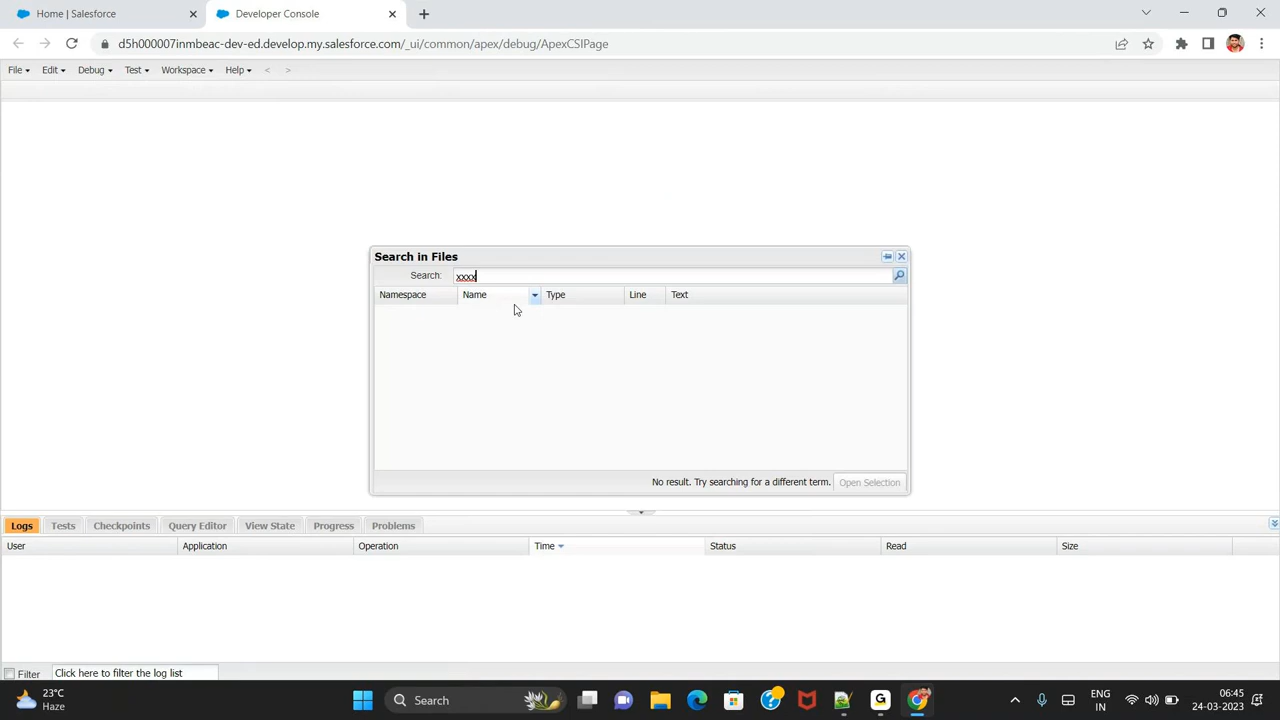 Home | Salesforce
Developer Console
d5h000007inmbeac-dev-ed.develop.my.salesforce.com/_ui/common/apex/debug/ApexCSIPage
File Edit Debug Test Workspace Help < >
Search in Files
Search: xxxx
Namespace Name Type Line Text
No result. Try searching for a different term. Open Selection
Logs Tests Checkpoints Query Editor View State Progress Problems
User Application Operation Time Status Read Size
Filter Click here to filter the log list
23°C
Haze
Search
G
ENG
IN
06:45
24-03-2023